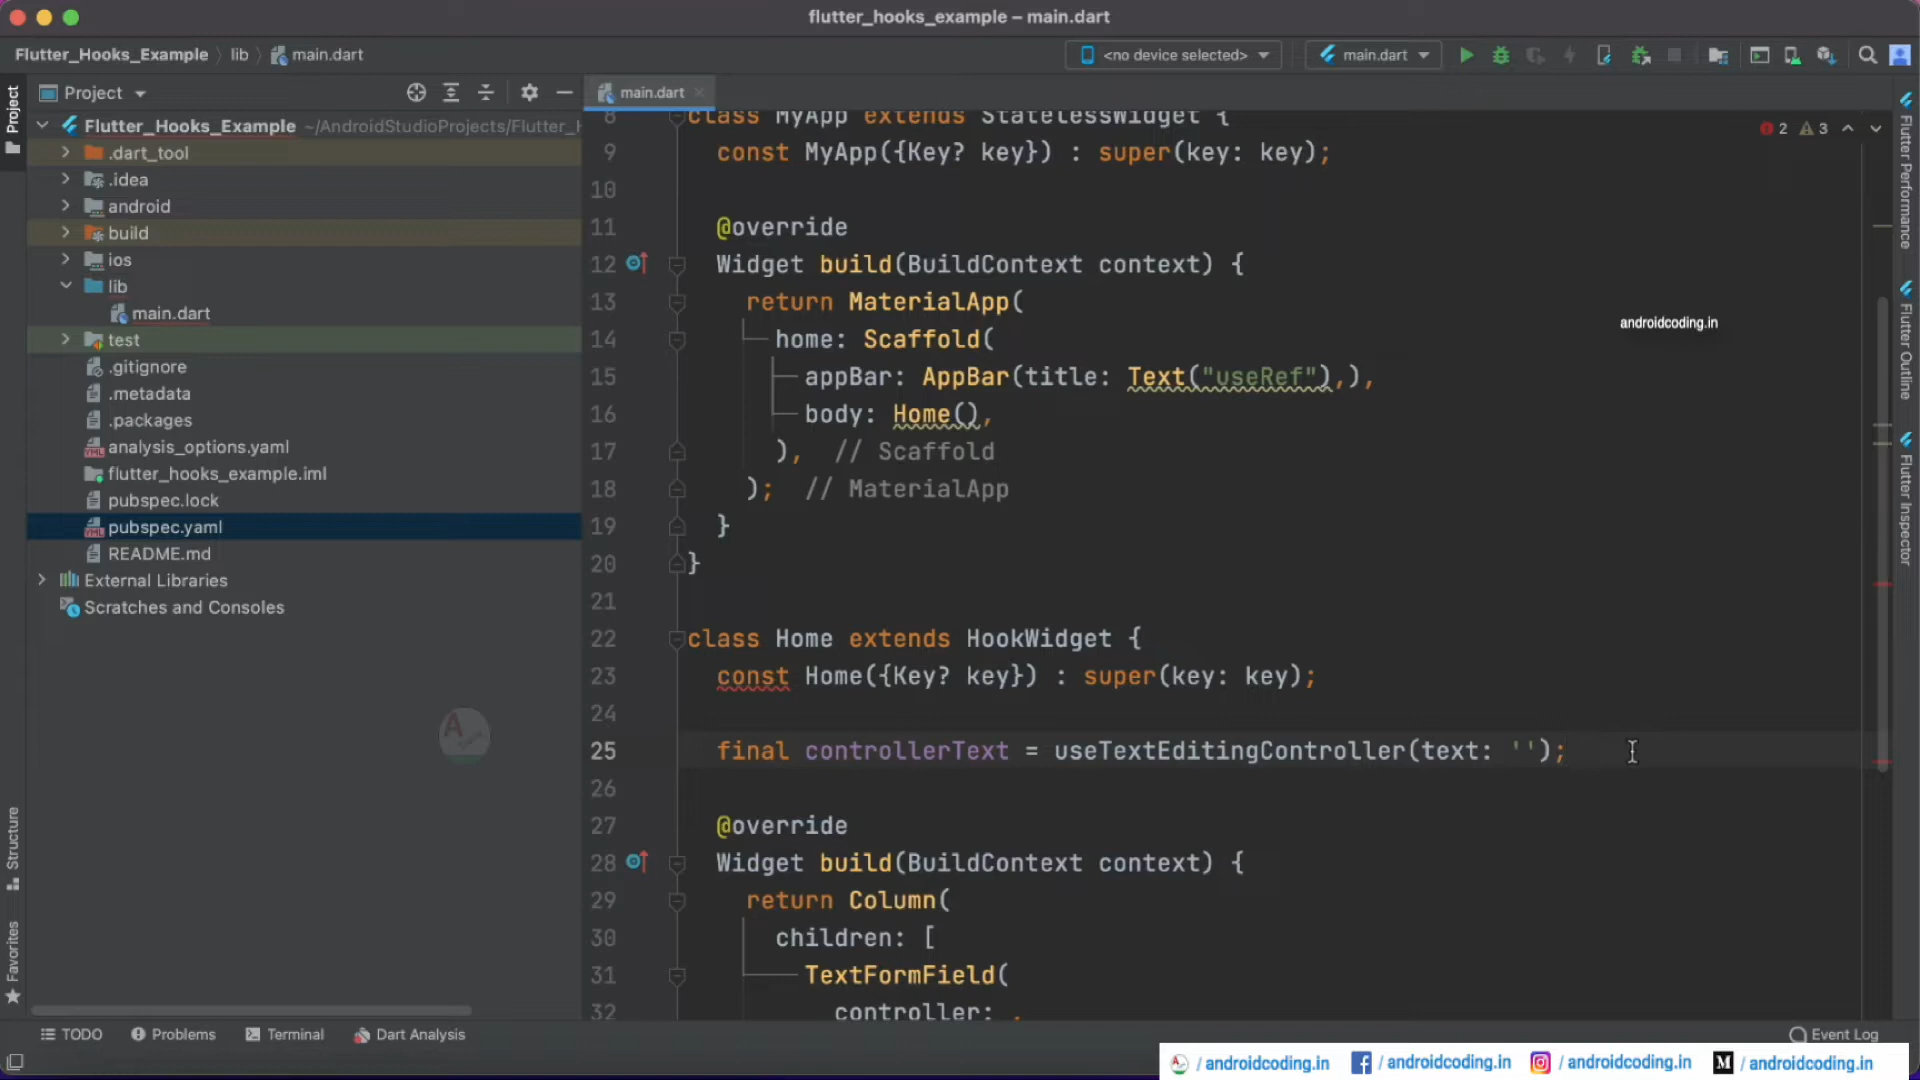 flutter_hooks_example – main.dart
Flutter_Hooks_Example lib main.dart
<no device selected> main.dart
Project
Project
main.dart
Flutter_Hooks_Example ~/AndroidStudioProjects/Flutter_
.dart_tool
.idea
android
build
ios
lib
main.dart
test
.gitignore
.metadata
.packages
analysis_options.yaml
flutter_hooks_example.iml
pubspec.lock
pubspec.yaml
README.md
External Libraries
Scratches and Consoles
Structure
Favorites
8 class MyApp extends StatelessWidget {
2 3
9 const MyApp({Key? key}) : super(key: key);
10
11 @override
12 Widget build(BuildContext context) {
13 return MaterialApp(
14 home: Scaffold(
15 appBar: AppBar(title: Text("useRef"),),
16 body: Home(),
17 ), // Scaffold
18 ); // MaterialApp
19 }
20 }
21
22 class Home extends HookWidget {
23 const Home({Key? key}) : super(key: key);
24
25 final controllerText = useTextEditingController(text: '');
26
27 @override
28 Widget build(BuildContext context) {
29 return Column(
30 children: [
31 TextFormField(
32 controller: ,
androidcoding.in
Flutter Performance
Flutter Outline
Flutter Inspector
TODO Problems Terminal Dart Analysis Event Log
/ androidcoding.in / androidcoding.in / androidcoding.in M / androidcoding.in